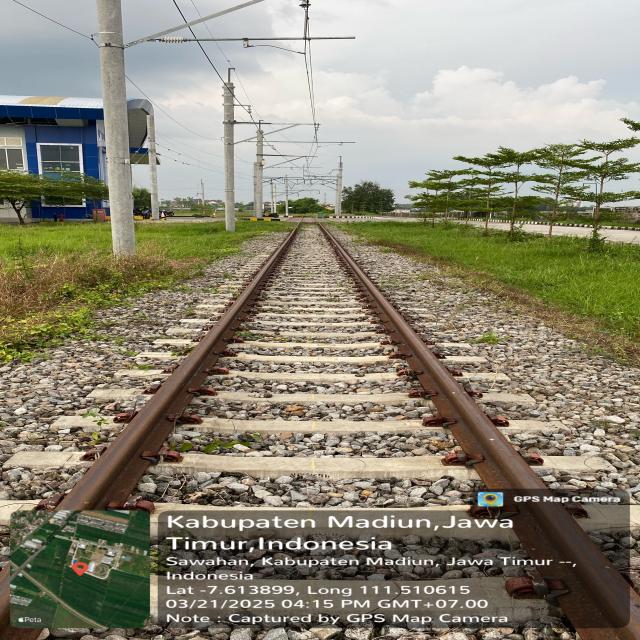 GPS Map Camera
Kabupaten Madiun,Jawa
Timur,Indonesia
Sawahan, Kabupaten Madiun, Jawa Timur --,
Indonesia
Lat -7.613899, Long 111.510615
03/21/2025 04:15 PM GMT+07.00
Note : Captured by GPS Map Camera
Peta